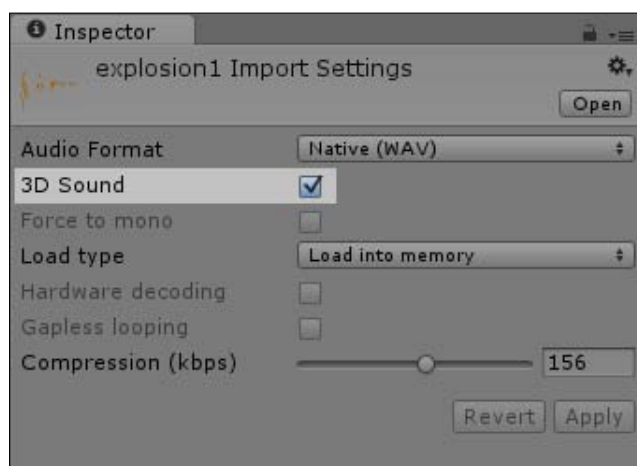 Inspector
explosion1 Import Settings
Open
Audio Format Native (WAV)
3D Sound
Force to mono
Load type Load into memory
Hardware decoding
Gapless looping
Compression (kbps) 156
Revert Apply